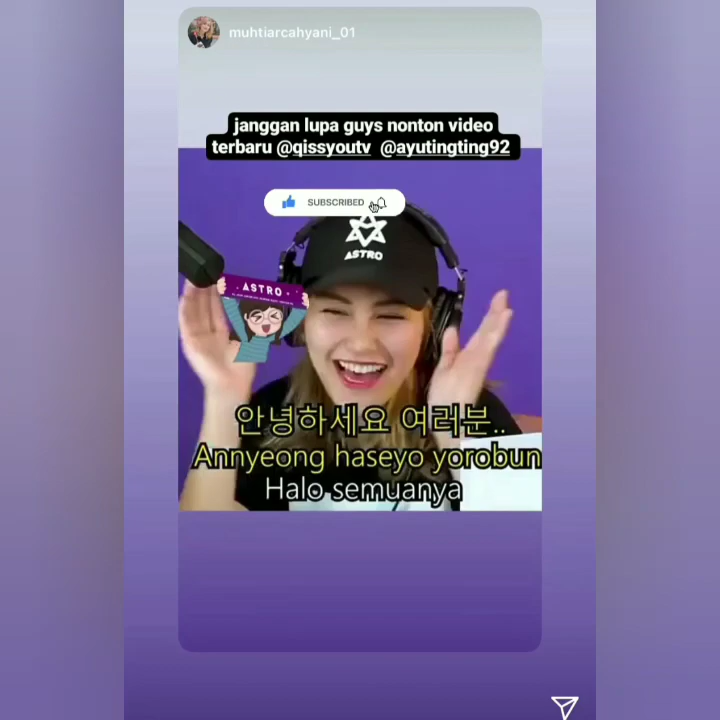 muhtiarcahyani_01
janggan lupa guys nonton video
terbaru @qissyoutv @ayutingting92
SUBSCRIBED
ASTRO
ASTRO
안녕하세요 여러분..
Annyeong haseyo yorobun
Halo semuanya